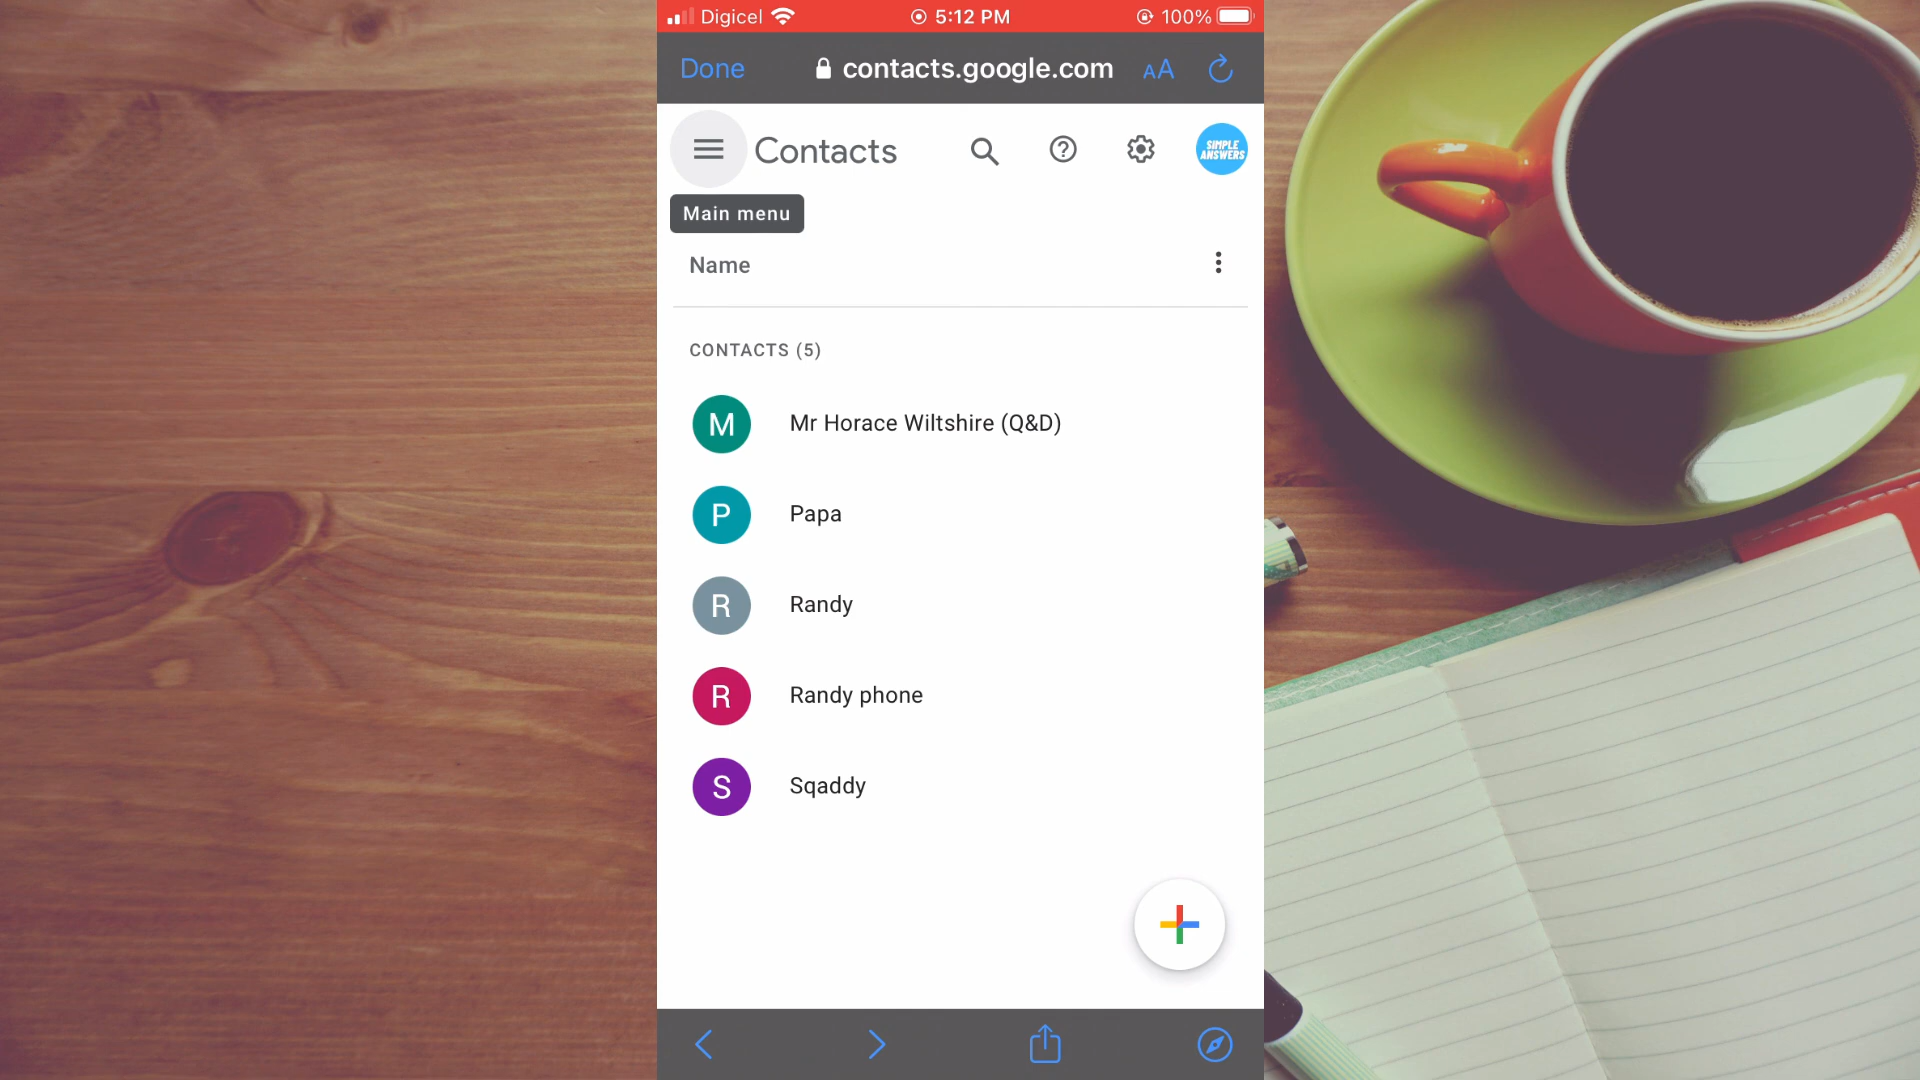 Digicel 5:12 PM 100%
Done contacts.google.com AA
Contacts SIMPLE ANSWERS
Main menu
Name
CONTACTS (5)
M Mr Horace Wiltshire (Q&D)
P Papa
R Randy
R Randy phone
S Sqaddy